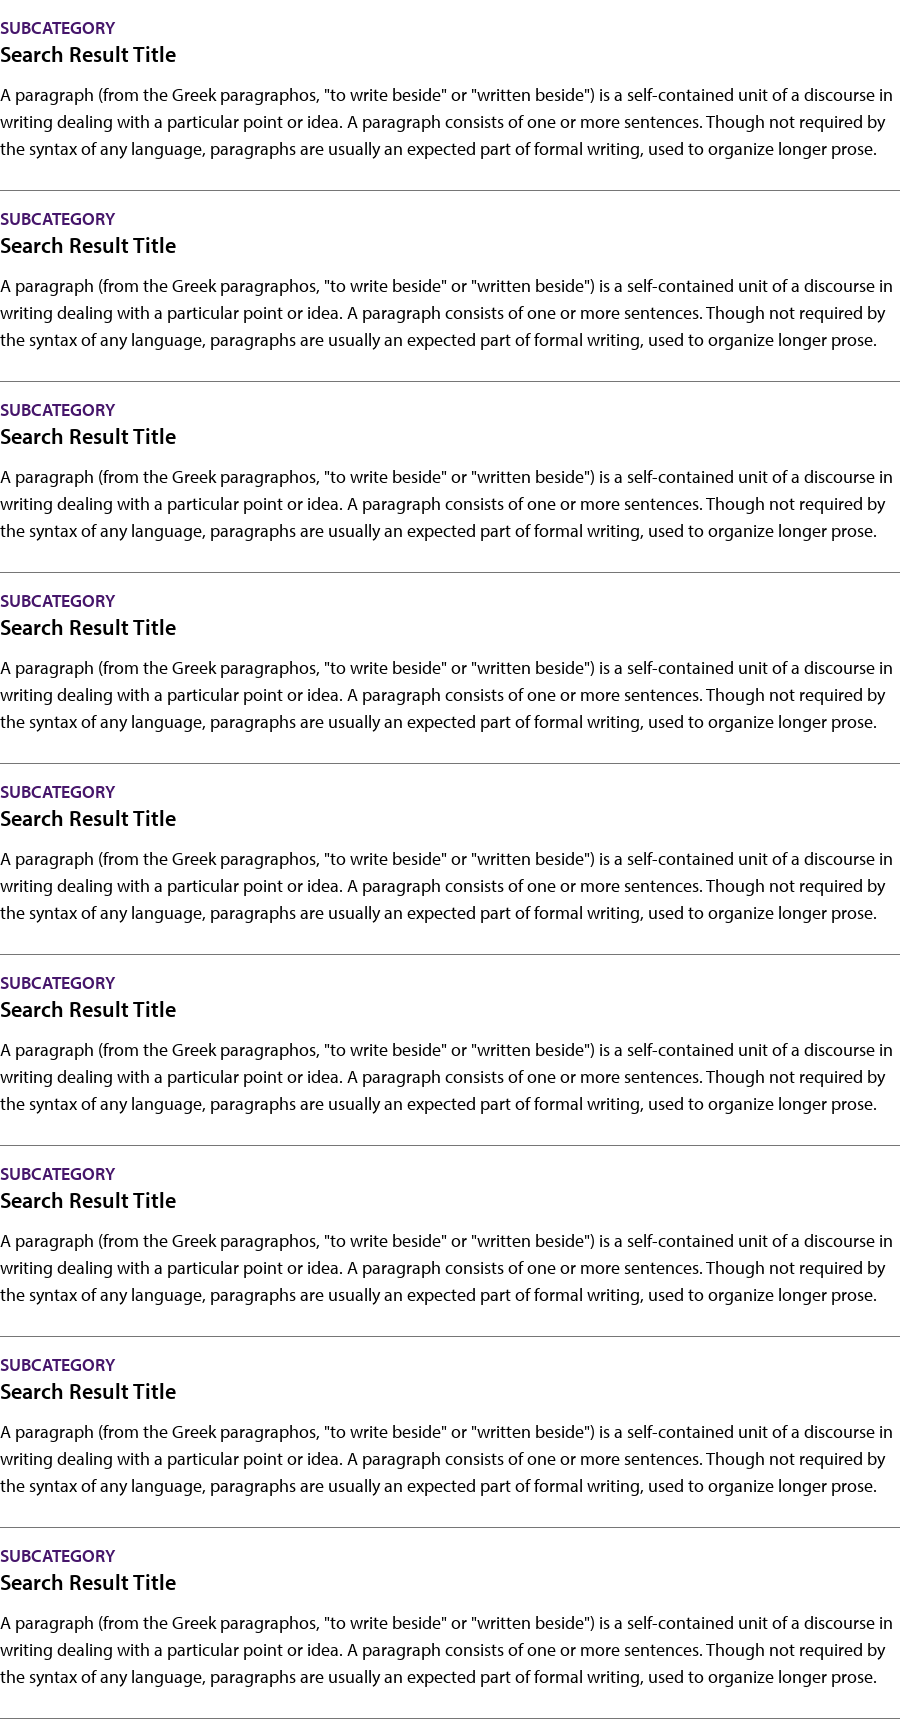 SUBCATEGORY
Search Result Title
A paragraph (from the Greek paragraphos, "to write beside" or "written beside") is a self-contained unit of a discourse in
writing dealing with a particular point or idea. A paragraph consists of one or more sentences. Though not required by
the syntax of any language, paragraphs are usually an expected part of formal writing, used to organize longer prose.
SUBCATEGORY
Search Result Title
A paragraph (from the Greek paragraphos, "to write beside" or "written beside") is a self-contained unit of a discourse in
writing dealing with a particular point or idea. A paragraph consists of one or more sentences. Though not required by
the syntax of any language, paragraphs are usually an expected part of formal writing, used to organize longer prose.
SUBCATEGORY
Search Result Title
A paragraph (from the Greek paragraphos, "to write beside" or "written beside") is a self-contained unit of a discourse in
writing dealing with a particular point or idea. A paragraph consists of one or more sentences. Though not required by
the syntax of any language, paragraphs are usually an expected part of formal writing, used to organize longer prose.
SUBCATEGORY
Search Result Title
A paragraph (from the Greek paragraphos, "to write beside" or "written beside") is a self-contained unit of a discourse in
writing dealing with a particular point or idea. A paragraph consists of one or more sentences. Though not required by
the syntax of any language, paragraphs are usually an expected part of formal writing, used to organize longer prose.
SUBCATEGORY
Search Result Title
A paragraph (from the Greek paragraphos, "to write beside" or "written beside") is a self-contained unit of a discourse in
writing dealing with a particular point or idea. A paragraph consists of one or more sentences. Though not required by
the syntax of any language, paragraphs are usually an expected part of formal writing, used to organize longer prose.
SUBCATEGORY
Search Result Title
A paragraph (from the Greek paragraphos, "to write beside" or "written beside") is a self-contained unit of a discourse in
writing dealing with a particular point or idea. A paragraph consists of one or more sentences. Though not required by
the syntax of any language, paragraphs are usually an expected part of formal writing, used to organize longer prose.
SUBCATEGORY
Search Result Title
A paragraph (from the Greek paragraphos, "to write beside" or "written beside") is a self-contained unit of a discourse in
writing dealing with a particular point or idea. A paragraph consists of one or more sentences. Though not required by
the syntax of any language, paragraphs are usually an expected part of formal writing, used to organize longer prose.
SUBCATEGORY
Search Result Title
A paragraph (from the Greek paragraphos, "to write beside" or "written beside") is a self-contained unit of a discourse in
writing dealing with a particular point or idea. A paragraph consists of one or more sentences. Though not required by
the syntax of any language, paragraphs are usually an expected part of formal writing, used to organize longer prose.
SUBCATEGORY
Search Result Title
A paragraph (from the Greek paragraphos, "to write beside" or "written beside") is a self-contained unit of a discourse in
writing dealing with a particular point or idea. A paragraph consists of one or more sentences. Though not required by
the syntax of any language, paragraphs are usually an expected part of formal writing, used to organize longer prose.